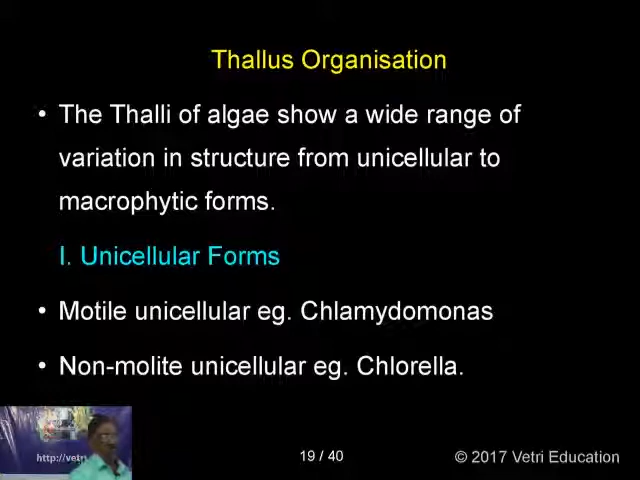 Thallus Organisation
• The Thalli of algae show a wide range of
variation in structure from unicellular to
macrophytic forms.
I. Unicellular Forms
• Motile unicellular eg. Chlamydomonas
• Non-molite unicellular eg. Chlorella.
http://vetri
19 / 40
© 2017 Vetri Education